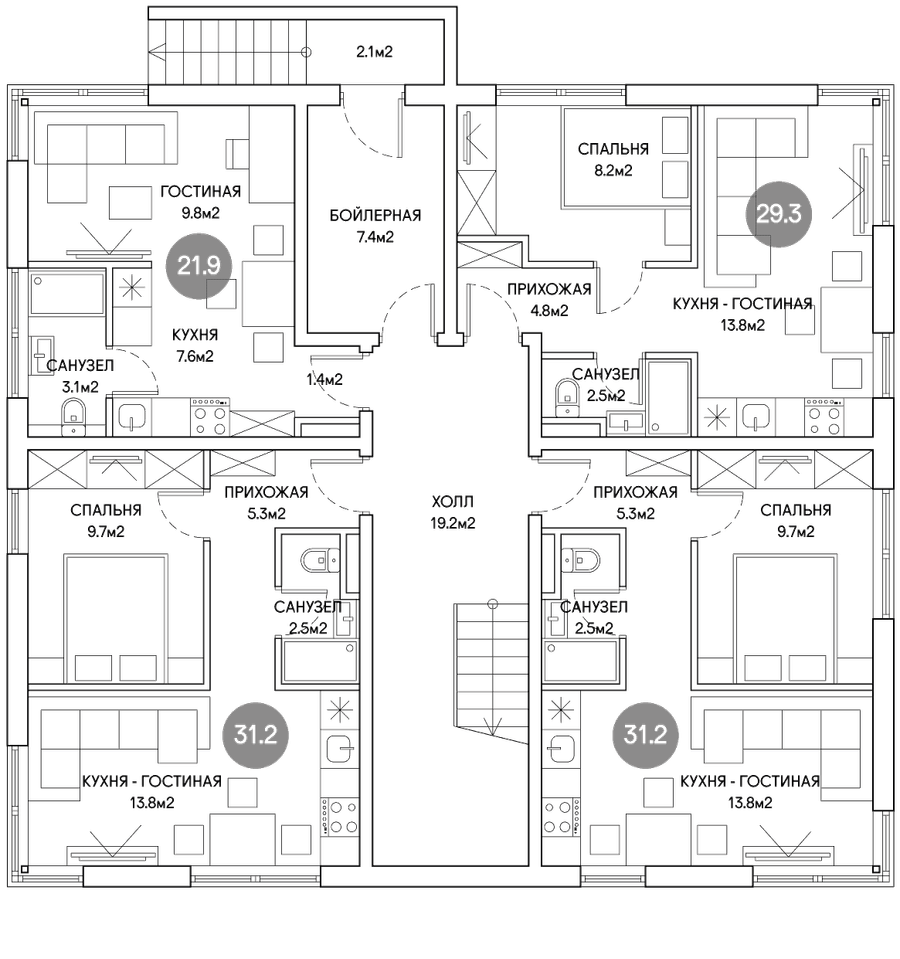 2.1м2
СПАЛЬНЯ
8.2м2
ГОСТИНАЯ
9.8м2
БОЙЛЕРНАЯ
7.4м2
29.3
21.9
ПРИХОЖАЯ
4.8м2
КУХНЯ - ГОСТИНАЯ
13.8м2
КУХНЯ
7.6м2
САНУЗЕЛ
3.1м2
1.4м2
САНУЗЕЛ
2.5м2
СПАЛЬНЯ
9.7м2
ПРИХОЖАЯ
5.3м2
ХОЛЛ
19.2м2
ПРИХОЖАЯ
5.3м2
СПАЛЬНЯ
9.7м2
САНУЗЕЛ
2.5м2
САНУЗЕЛ
2.5м2
31.2
31.2
КУХНЯ - ГОСТИНАЯ
13.8м2
КУХНЯ - ГОСТИНАЯ
13.8м2